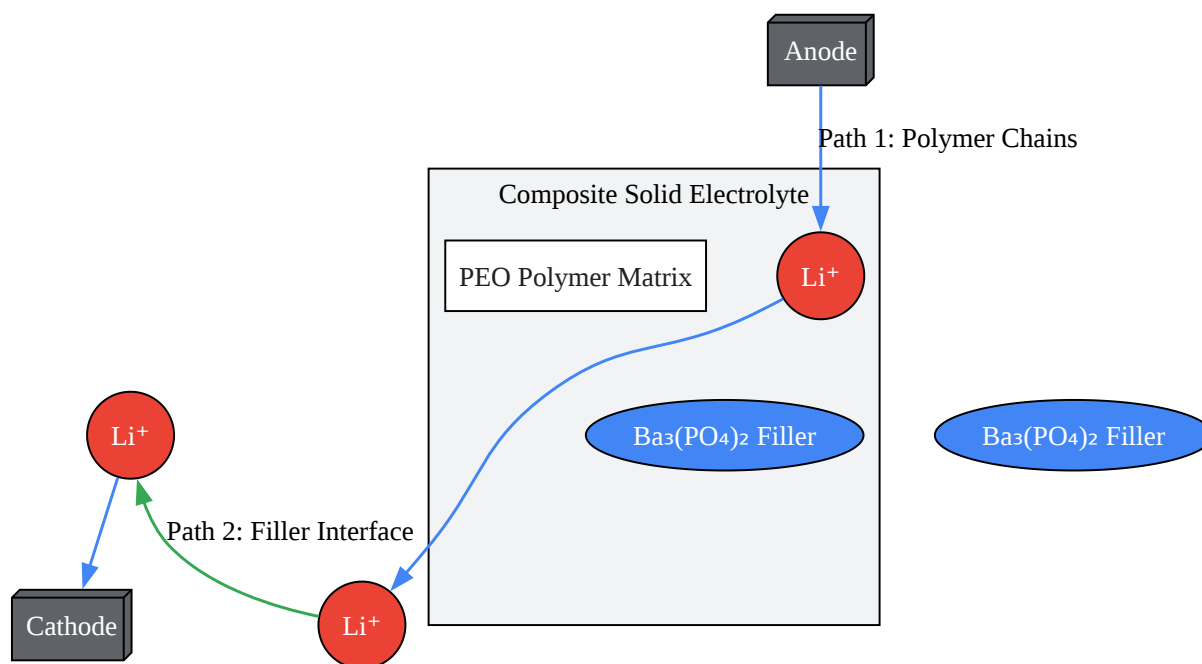 Anode
Path 1: Polymer Chains
Composite Solid Electrolyte
PEO Polymer Matrix
Li⁺
Li⁺
Ba₃(PO₄)₂ Filler
Ba₃(PO₄)₂ Filler
Path 2: Filler Interface
Cathode
Li⁺